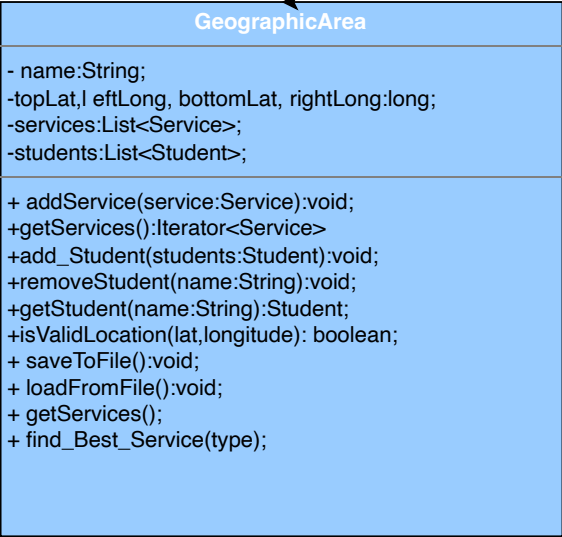 GeographicArea
- name:String;
-topLat,l eftLong, bottomLat, rightLong:long;
-services:List<Service>;
-students:List<Student>;
+ addService(service:Service):void;
+getServices():Iterator<Service>
+add_Student(students:Student):void;
+removeStudent(name:String):void;
+getStudent(name:String):Student;
+isValidLocation(lat,longitude): boolean;
+ saveToFile():void;
+ loadFromFile():void;
+ getServices();
+ find_Best_Service(type);